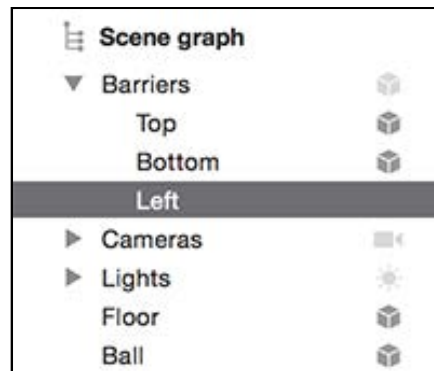 Scene graph
Barriers
Top
Bottom
Left
Cameras
Lights
Floor
Ball